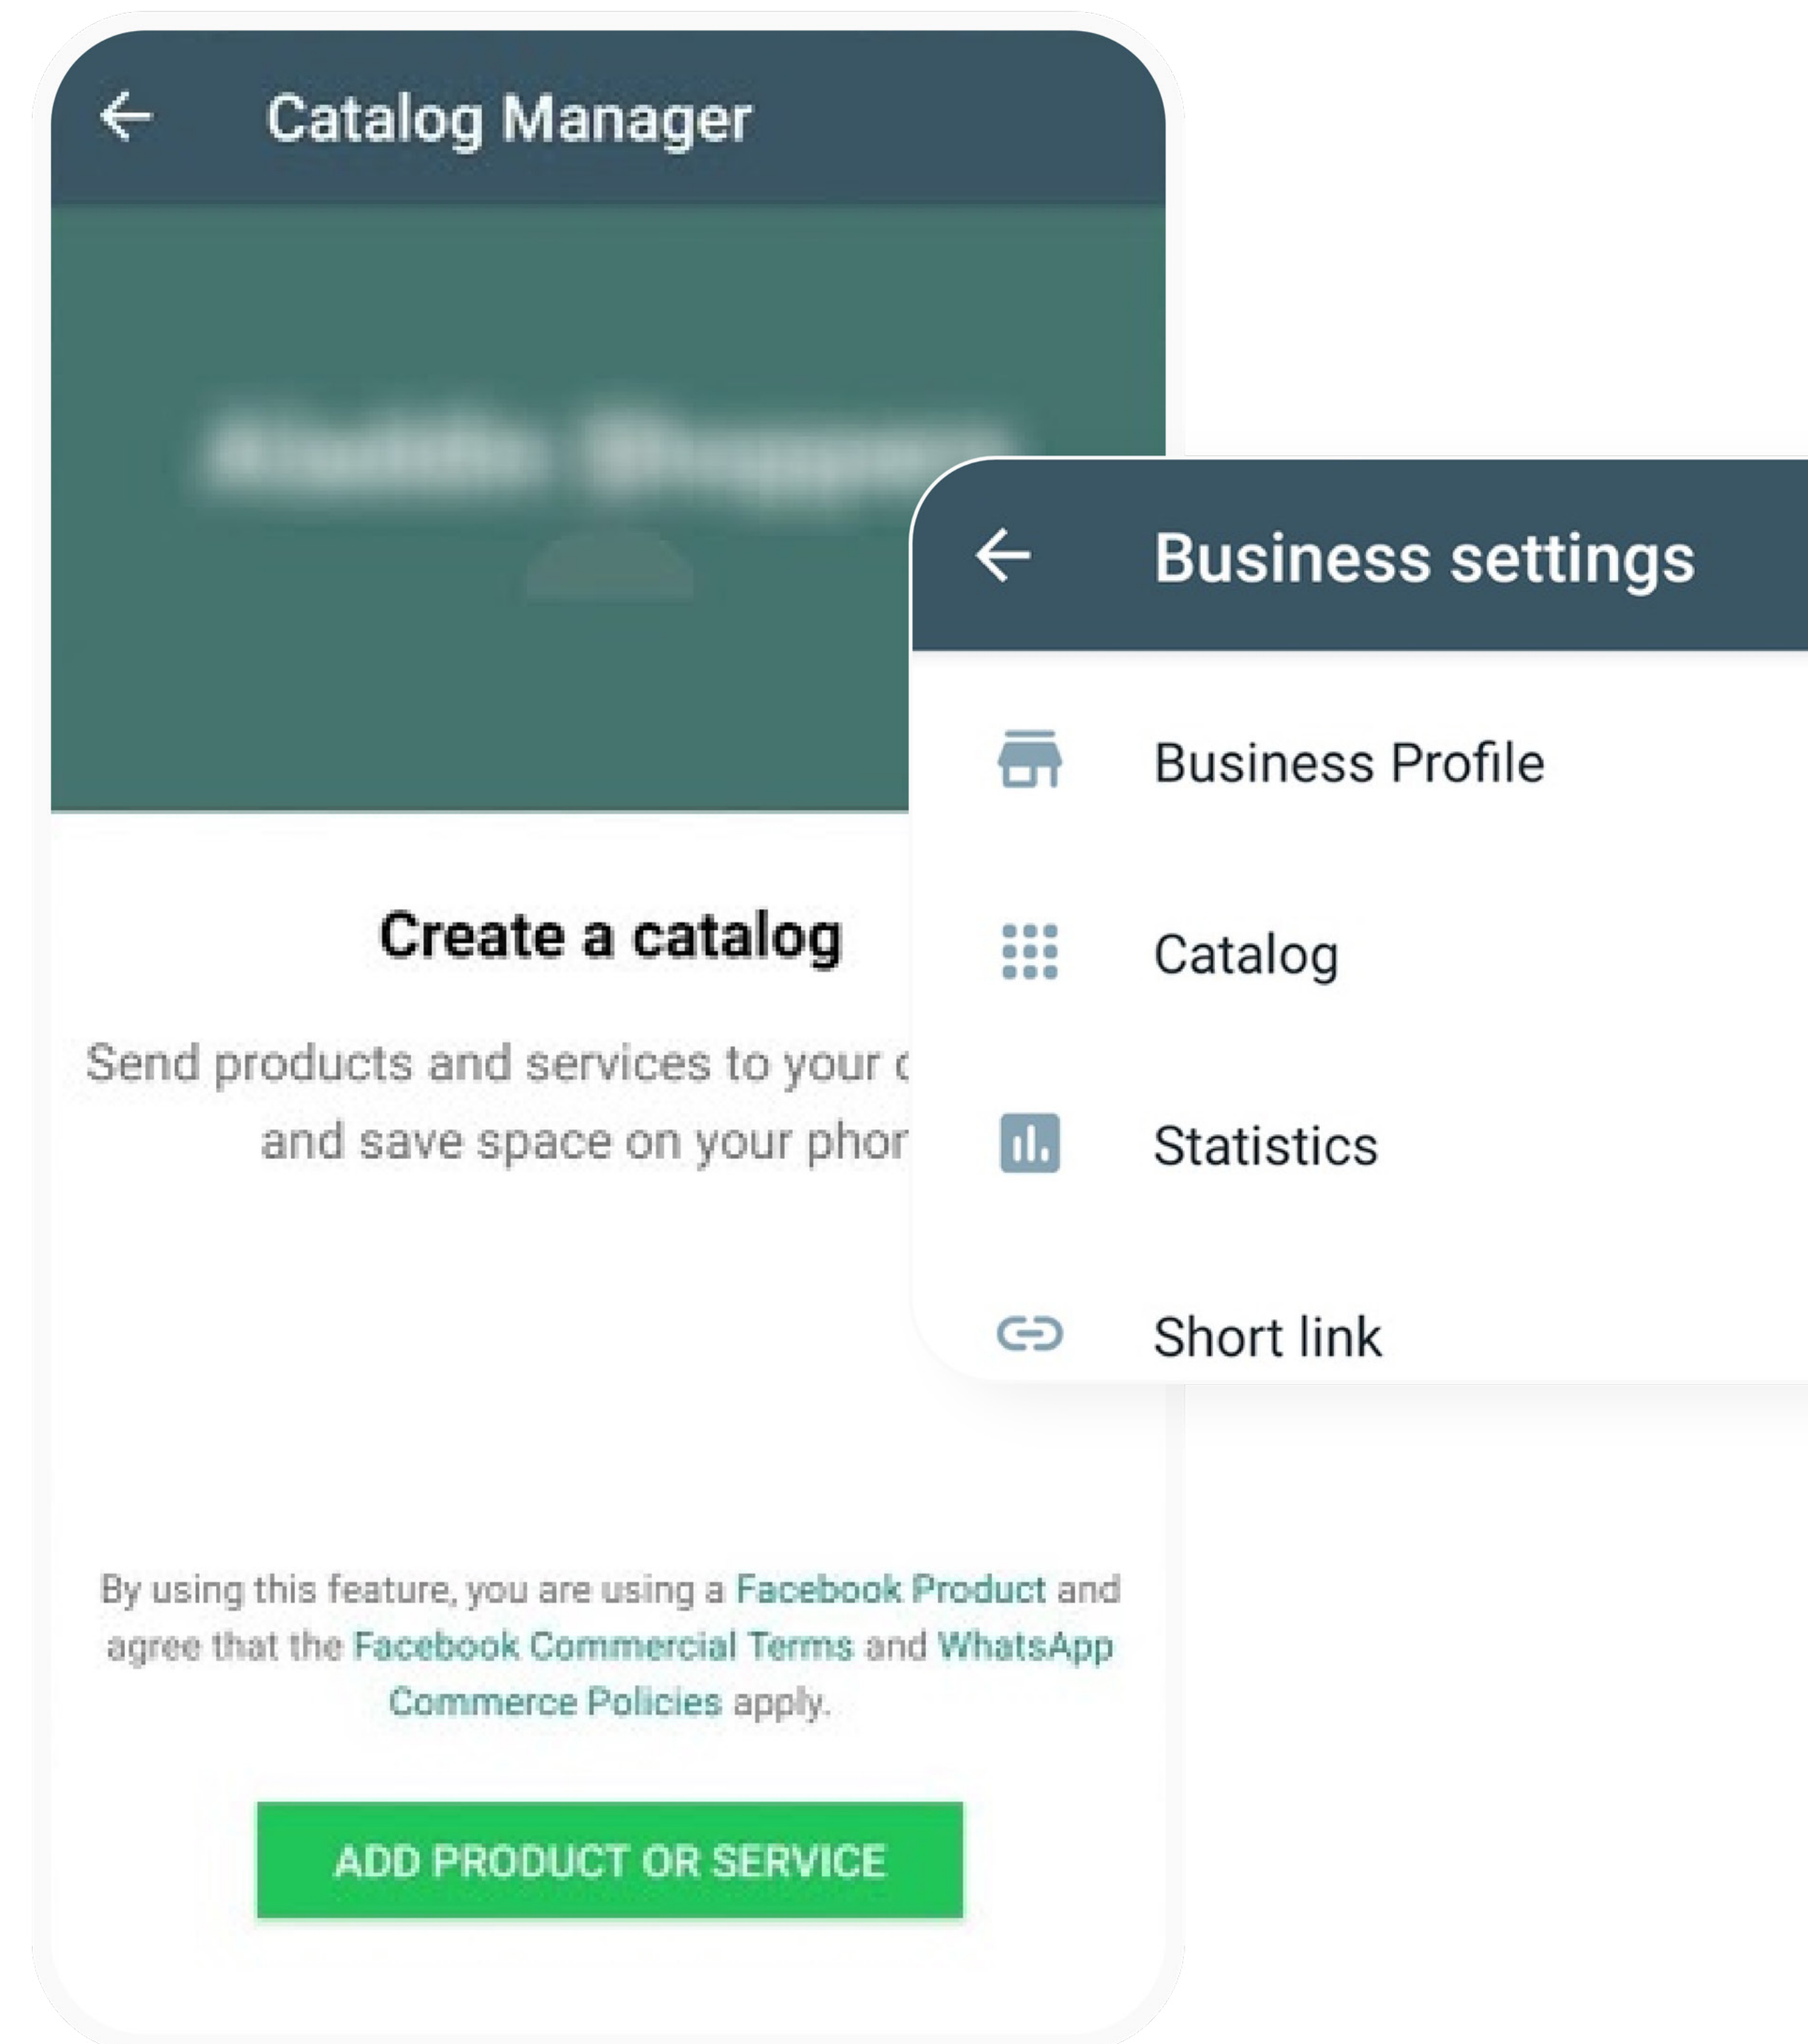 Catalog Manager
Create a catalog
Send products and services to your
and save space on your
By using this feature, you are using a Facebook Product and
agree that the Facebook Commercial Terms and WhatsApp
Commerce Policies apply.
ADD PRODUCT OR SERVICE
Business settings
Business Profile
Catalog
Statistics
Short link